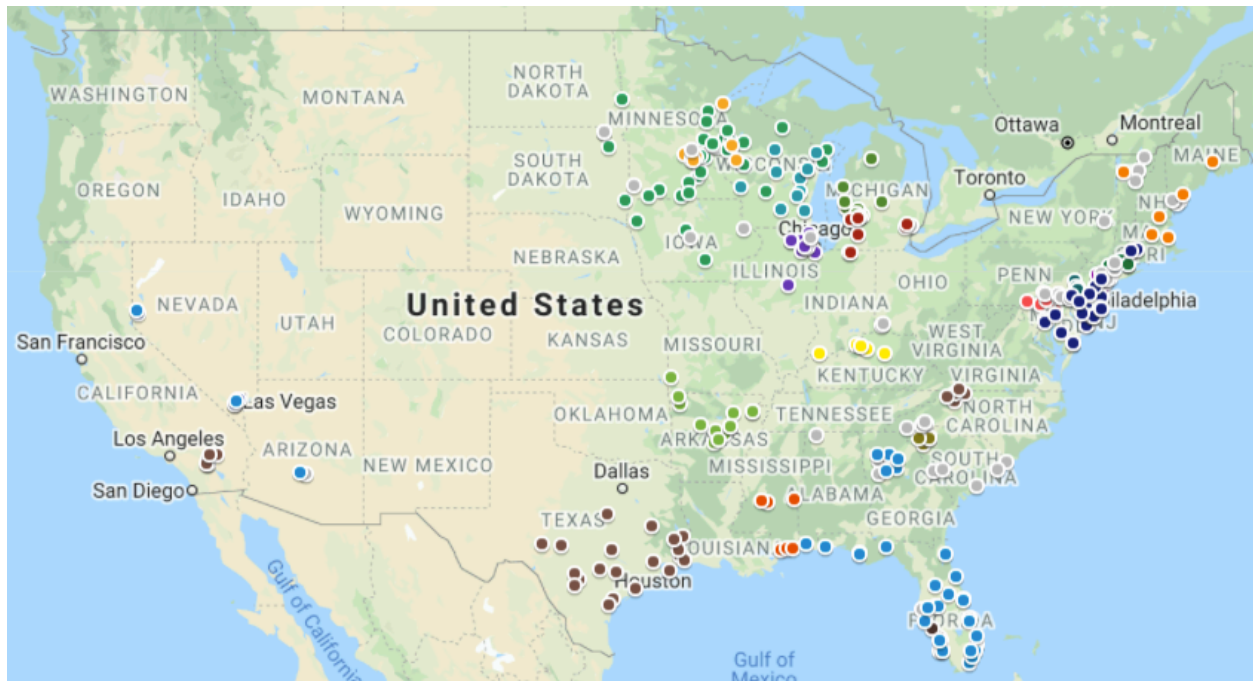 NORTH
DAKOTA
WASHINGTON
MONTANA
MINNESOTA
Ottawa
Montreal
MAINE
SOUTH
DAKOTA
WISCONSIN
OREGON
IDAHO
MICHIGAN
Toronto
WYOMING
NEW YORK
NH
Chicago
IOWA
MA
NEBRASKA
ILLINOIS
OHIO
PENN
NEVADA
United States
INDIANA
Philadelphia
UTAH
COLORADO
KANSAS
MISSOURI
WEST
VIRGINIA
NJ
San Francisco
KENTUCKY
VIRGINIA
CALIFORNIA
Las Vegas
OKLAHOMA
TENNESSEE
NORTH
CAROLINA
Los Angeles
ARIZONA
ARKANSAS
NEW MEXICO
Dallas
MISSISSIPPI
SOUTH
CAROLINA
San Diego
ALABAMA
TEXAS
GEORGIA
LOUISIANA
Houston
Gulf of California
FLORIDA
Gulf of
Mexico